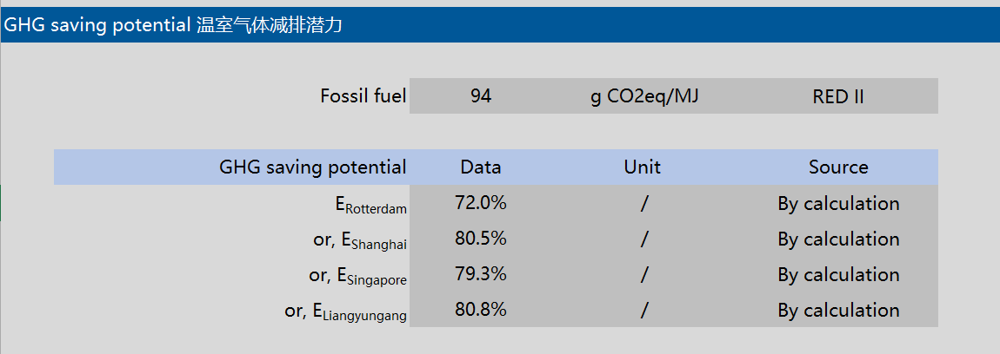 GHG saving potential 温室气体减排潜力
Fossil fuel 94 g CO2eq/MJ RED II
GHG saving potential Data Unit Source
ERotterdam 72.0% / By calculation
or, EShanghai 80.5% / By calculation
or, ESingapore 79.3% / By calculation
or, ELiangyungang 80.8% / By calculation